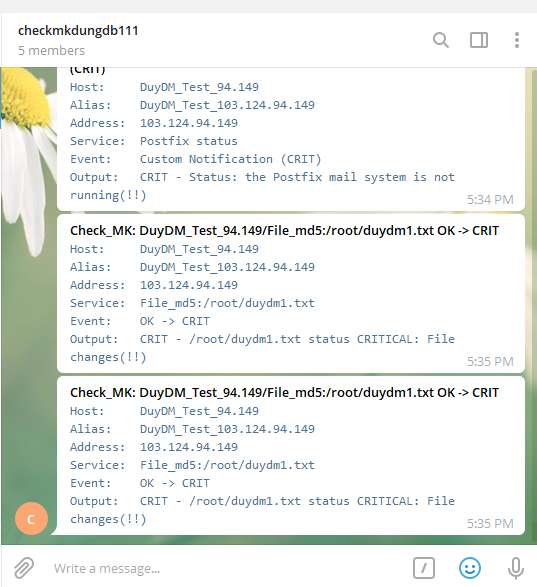 checkmkdungdb111
5 members
(CRIT)
Host: DuyDM_Test_94.149
Alias: DuyDM_Test_103.124.94.149
Address: 103.124.94.149
Service: Postfix status
Event: Custom Notification (CRIT)
Output: CRIT - Status: the Postfix mail system is not
running(!!)
5:34 PM
Check_MK: DuyDM_Test_94.149/File_md5:/root/duydm1.txt OK -> CRIT
Host: DuyDM_Test_94.149
Alias: DuyDM_Test_103.124.94.149
Address: 103.124.94.149
Service: File_md5:/root/duydm1.txt
Event: OK -> CRIT
Output: CRIT - /root/duydm1.txt status CRITICAL: File
changes(!!)
5:35 PM
Check_MK: DuyDM_Test_94.149/File_md5:/root/duydm1.txt OK -> CRIT
Host: DuyDM_Test_94.149
Alias: DuyDM_Test_103.124.94.149
Address: 103.124.94.149
Service: File_md5:/root/duydm1.txt
Event: OK -> CRIT
Output: CRIT - /root/duydm1.txt status CRITICAL: File
changes(!!)
5:35 PM
C
Write a message...